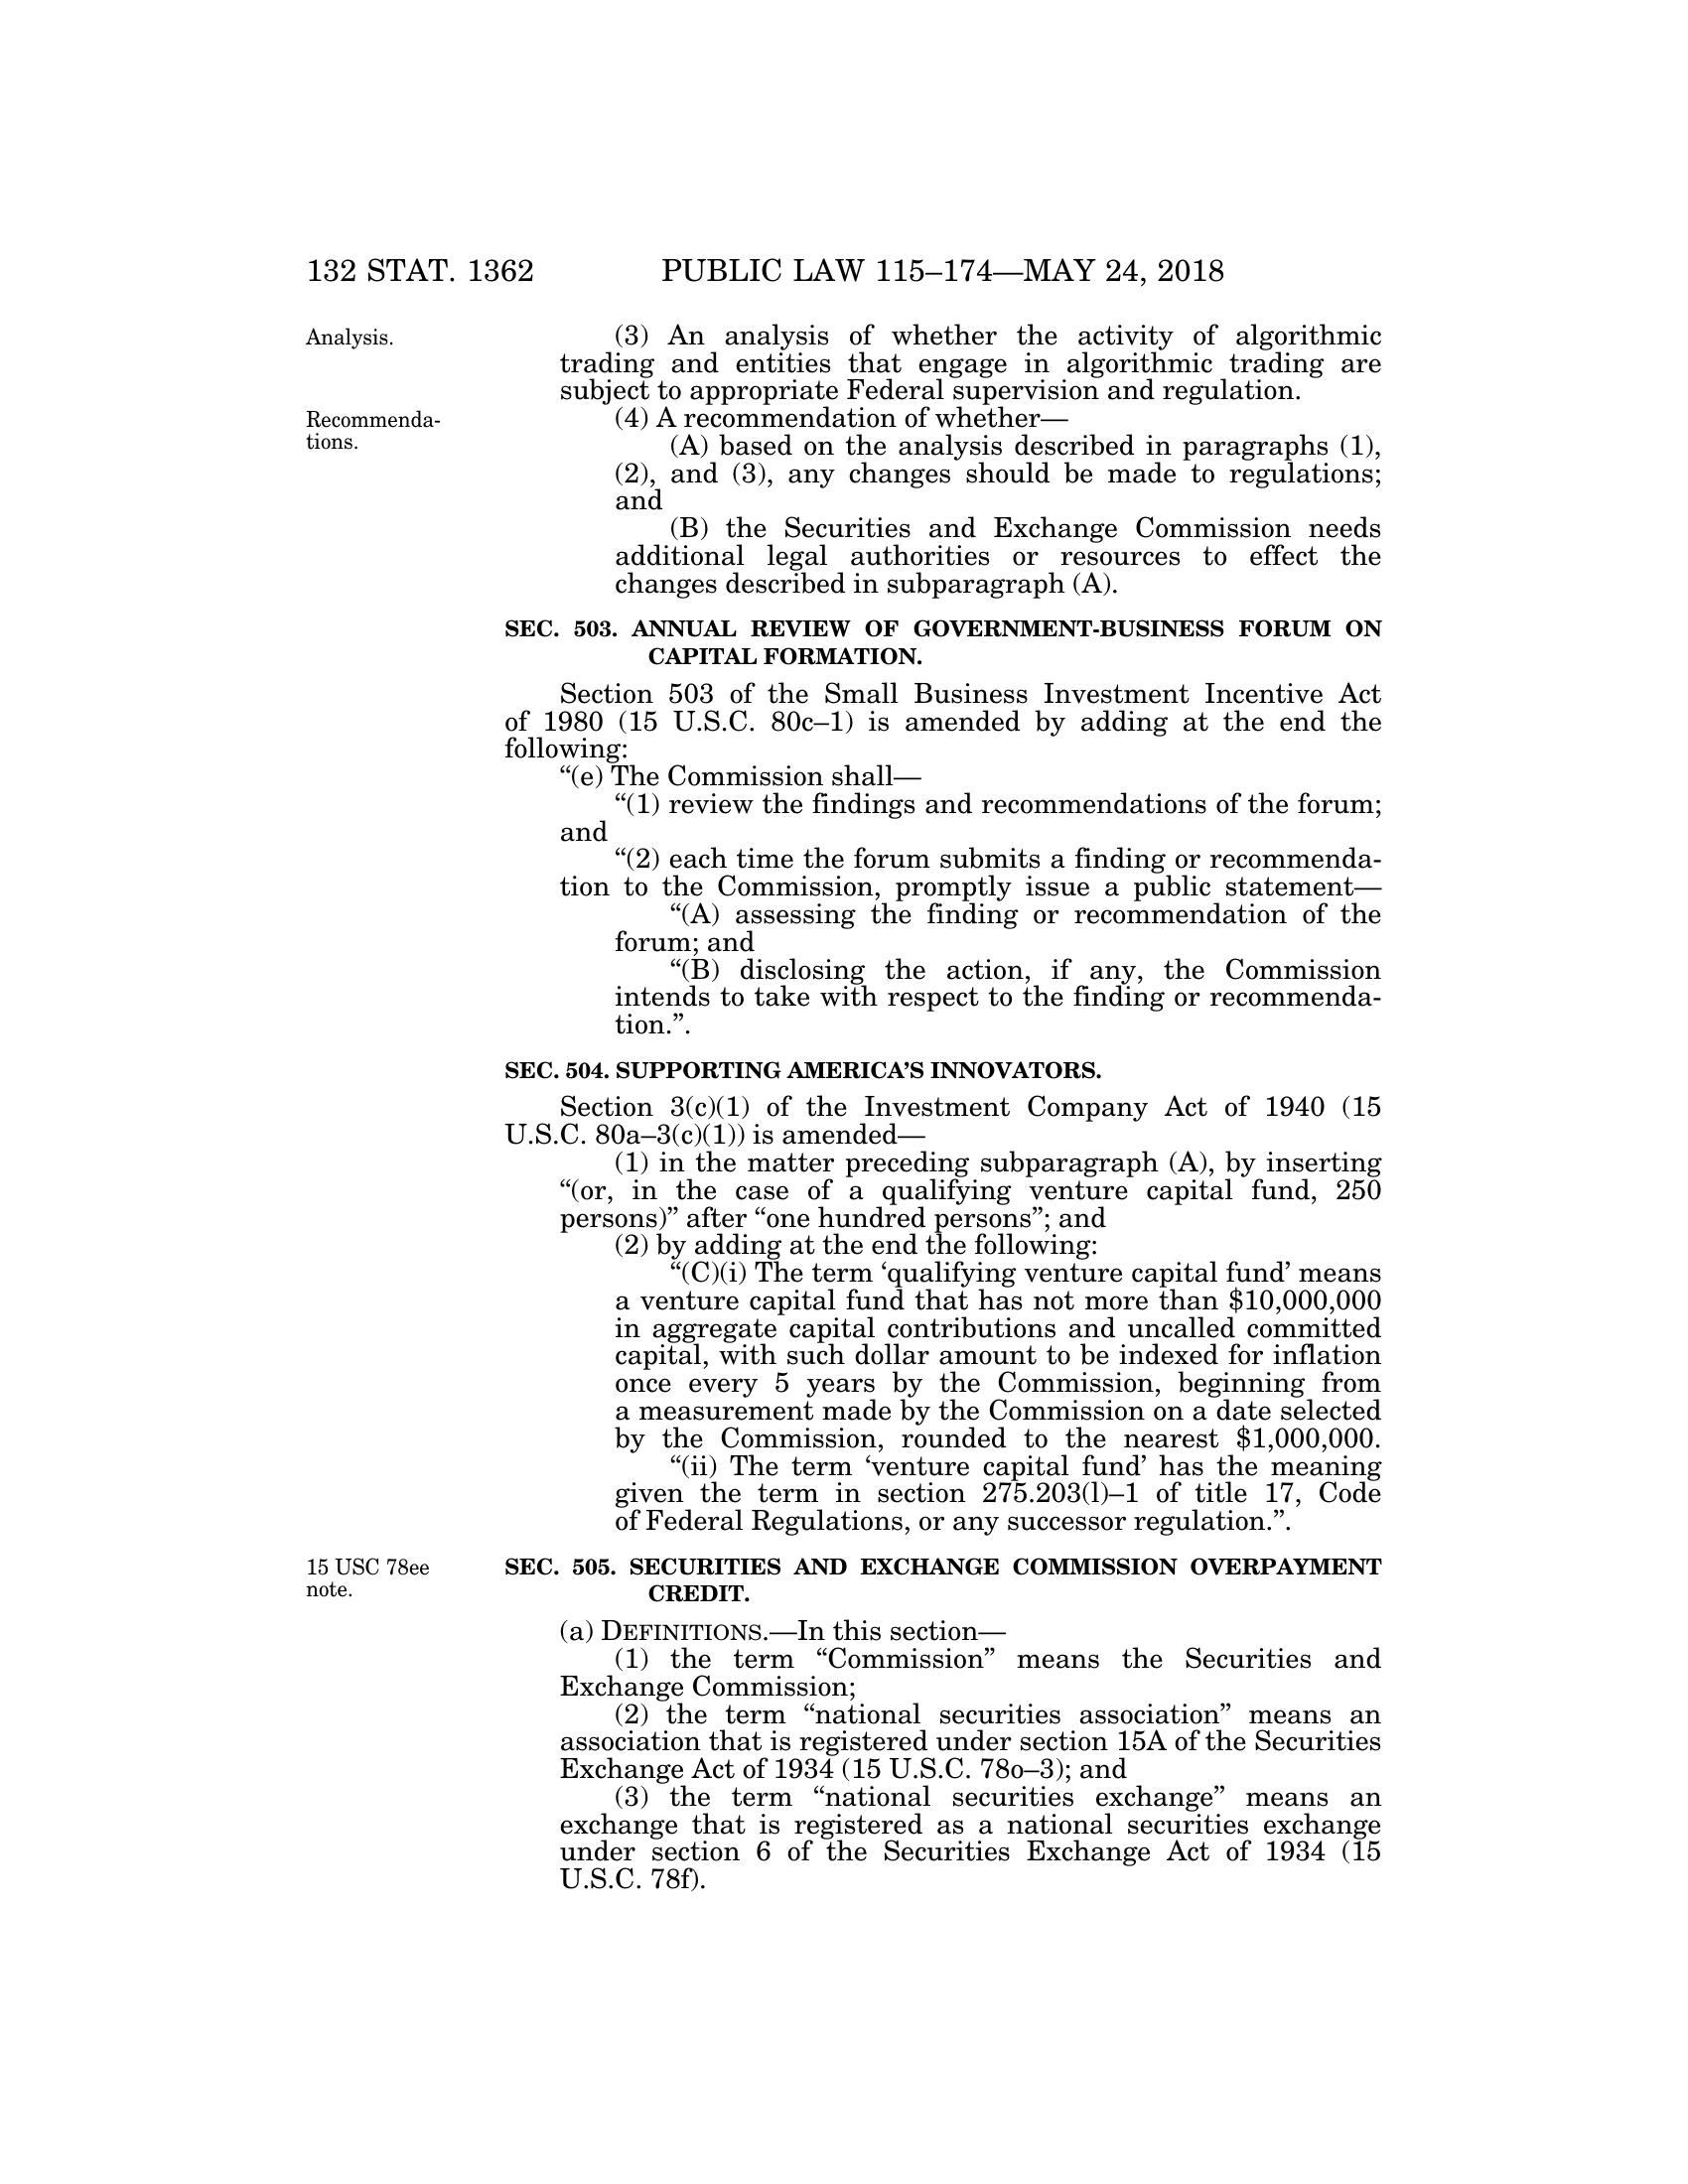 132 STAT. 1362 PUBLIC LAW 115–174—MAY 24, 2018
Analysis.
(3) An analysis of whether the activity of algorithmic
trading and entities that engage in algorithmic trading are
subject to appropriate Federal supervision and regulation.
Recommenda-
tions.
(4) A recommendation of whether—
(A) based on the analysis described in paragraphs (1),
(2), and (3), any changes should be made to regulations;
and
(B) the Securities and Exchange Commission needs
additional legal authorities or resources to effect the
changes described in subparagraph (A).
SEC. 503. ANNUAL REVIEW OF GOVERNMENT-BUSINESS FORUM ON
CAPITAL FORMATION.
Section 503 of the Small Business Investment Incentive Act
of 1980 (15 U.S.C. 80c–1) is amended by adding at the end the
following:
“(e) The Commission shall—
“(1) review the findings and recommendations of the forum;
and
“(2) each time the forum submits a finding or recommenda-
tion to the Commission, promptly issue a public statement—
“(A) assessing the finding or recommendation of the
forum; and
“(B) disclosing the action, if any, the Commission
intends to take with respect to the finding or recommenda-
tion.”.
SEC. 504. SUPPORTING AMERICA’S INNOVATORS.
Section 3(c)(1) of the Investment Company Act of 1940 (15
U.S.C. 80a–3(c)(1)) is amended—
(1) in the matter preceding subparagraph (A), by inserting
“(or, in the case of a qualifying venture capital fund, 250
persons)” after “one hundred persons”; and
(2) by adding at the end the following:
“(C)(i) The term ‘qualifying venture capital fund’ means
a venture capital fund that has not more than $10,000,000
in aggregate capital contributions and uncalled committed
capital, with such dollar amount to be indexed for inflation
once every 5 years by the Commission, beginning from
a measurement made by the Commission on a date selected
by the Commission, rounded to the nearest $1,000,000.
“(ii) The term ‘venture capital fund’ has the meaning
given the term in section 275.203(l)–1 of title 17, Code
of Federal Regulations, or any successor regulation.”.
15 USC 78ee
note.
SEC. 505. SECURITIES AND EXCHANGE COMMISSION OVERPAYMENT
CREDIT.
(a) DEFINITIONS.—In this section—
(1) the term “Commission” means the Securities and
Exchange Commission;
(2) the term “national securities association” means an
association that is registered under section 15A of the Securities
Exchange Act of 1934 (15 U.S.C. 78o–3); and
(3) the term “national securities exchange” means an
exchange that is registered as a national securities exchange
under section 6 of the Securities Exchange Act of 1934 (15
U.S.C. 78f).